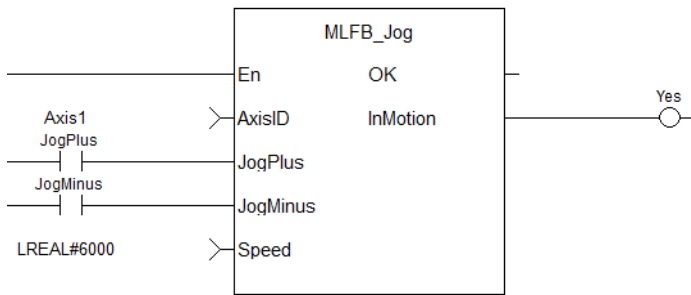 MLFB_Jog
En OK
Axis1 AxisID InMotion Yes
JogPlus JogPlus
JogMinus JogMinus
LREAL#6000 Speed